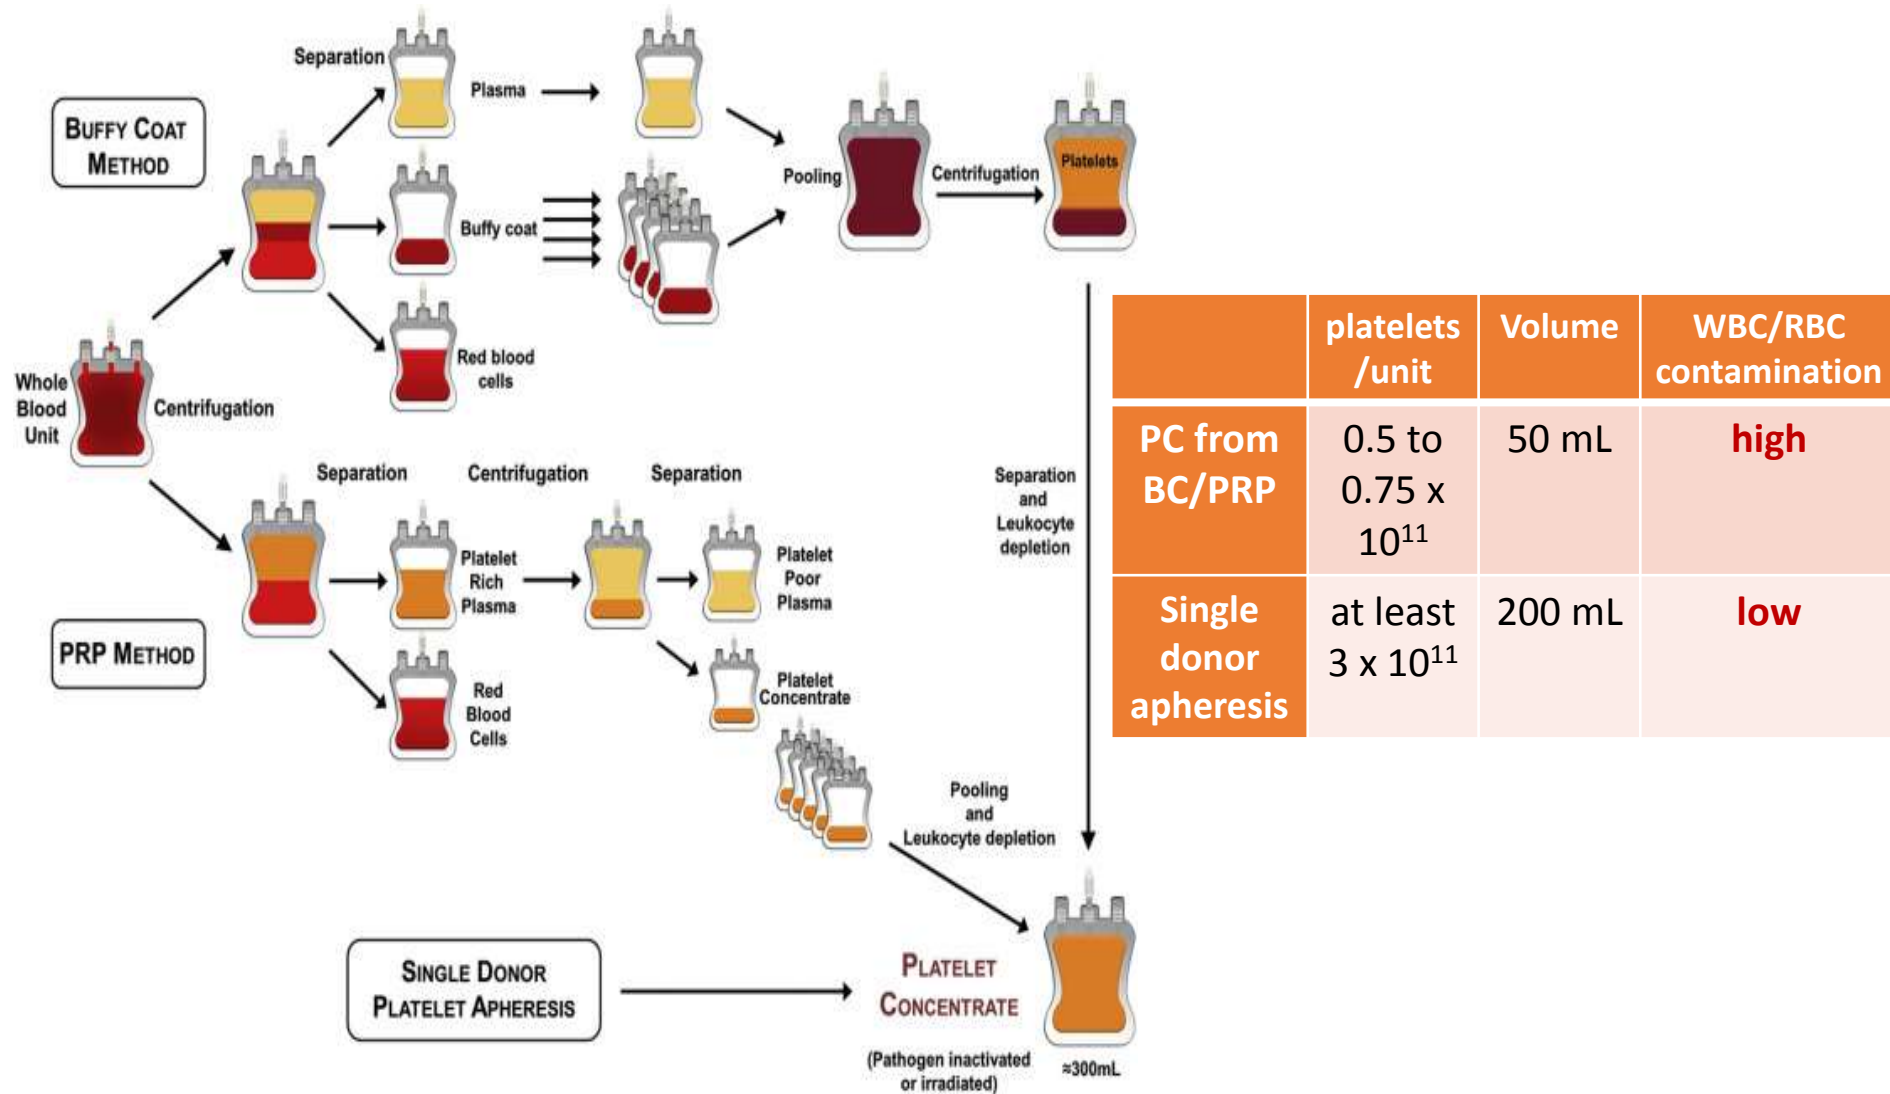 BUFFY COAT
METHOD
Separation
Plasma
Buffy coat
Red blood
cells
Pooling
Centrifugation
Platelets
Whole
Blood
Unit
Centrifugation
Separation
Centrifugation
Separation
Platelet
Rich
Plasma
Platelet
Poor
Plasma
PRP METHOD
Red
Blood
Cells
Platelet
Concentrate
Separation
and
Leukocyte
depletion
Pooling
and
Leukocyte depletion
SINGLE DONOR
PLATELET APHERESIS
PLATELET
CONCENTRATE
(Pathogen inactivated
or irradiated)
≈300mL
platelets Volume WBC/RBC
/unit contamination
PC from 0.5 to 50 mL high
BC/PRP 0.75 x
10¹¹
Single at least 200 mL low
donor 3 x 10¹¹
apheresis